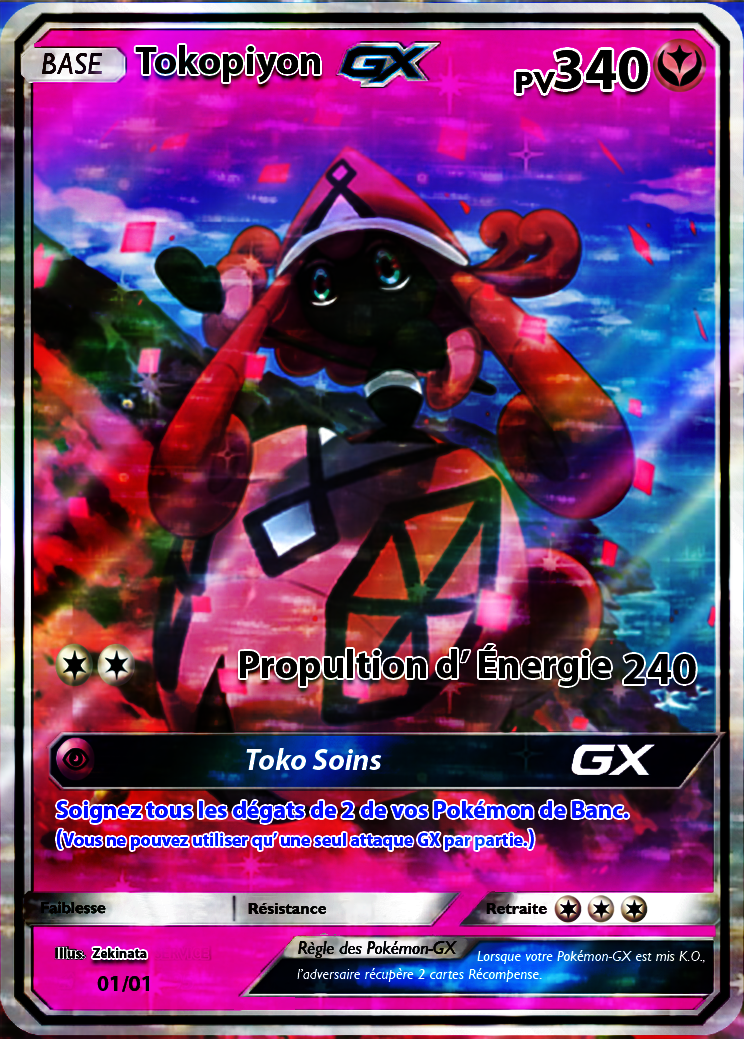 BASE Tokopiyon GX PV340
Propultion d' Énergie 240
Toko Soins GX
Soignez tous les dégats de 2 de vos Pokémon de Banc.
(Vous ne pouvez utiliser qu' une seul attaque GX par partie.)
Faiblesse Résistance Retraite
Illus. Zekinata
01/01
Règle des Pokémon-GX Lorsque votre Pokémon-GX est mis K.O.,
l'adversaire récupère 2 cartes Récompense.